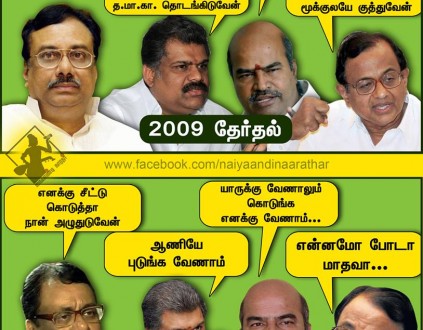 த.மா.கா. தொடங்கிடுவேன்
மூக்குலயே குத்துவேன்
2009 தேர்தல்
www.facebook.com/naiyaandinaarathar
எனக்கு சீட்டு
கொடுத்தா
நான் அழுதுடுவேன்
ஆணியே
புடுங்க வேணாம்
யாருக்கு வேணாலும்
கொடுங்க
எனக்கு வேணாம்...
என்னமோ போடா
மாதவா...